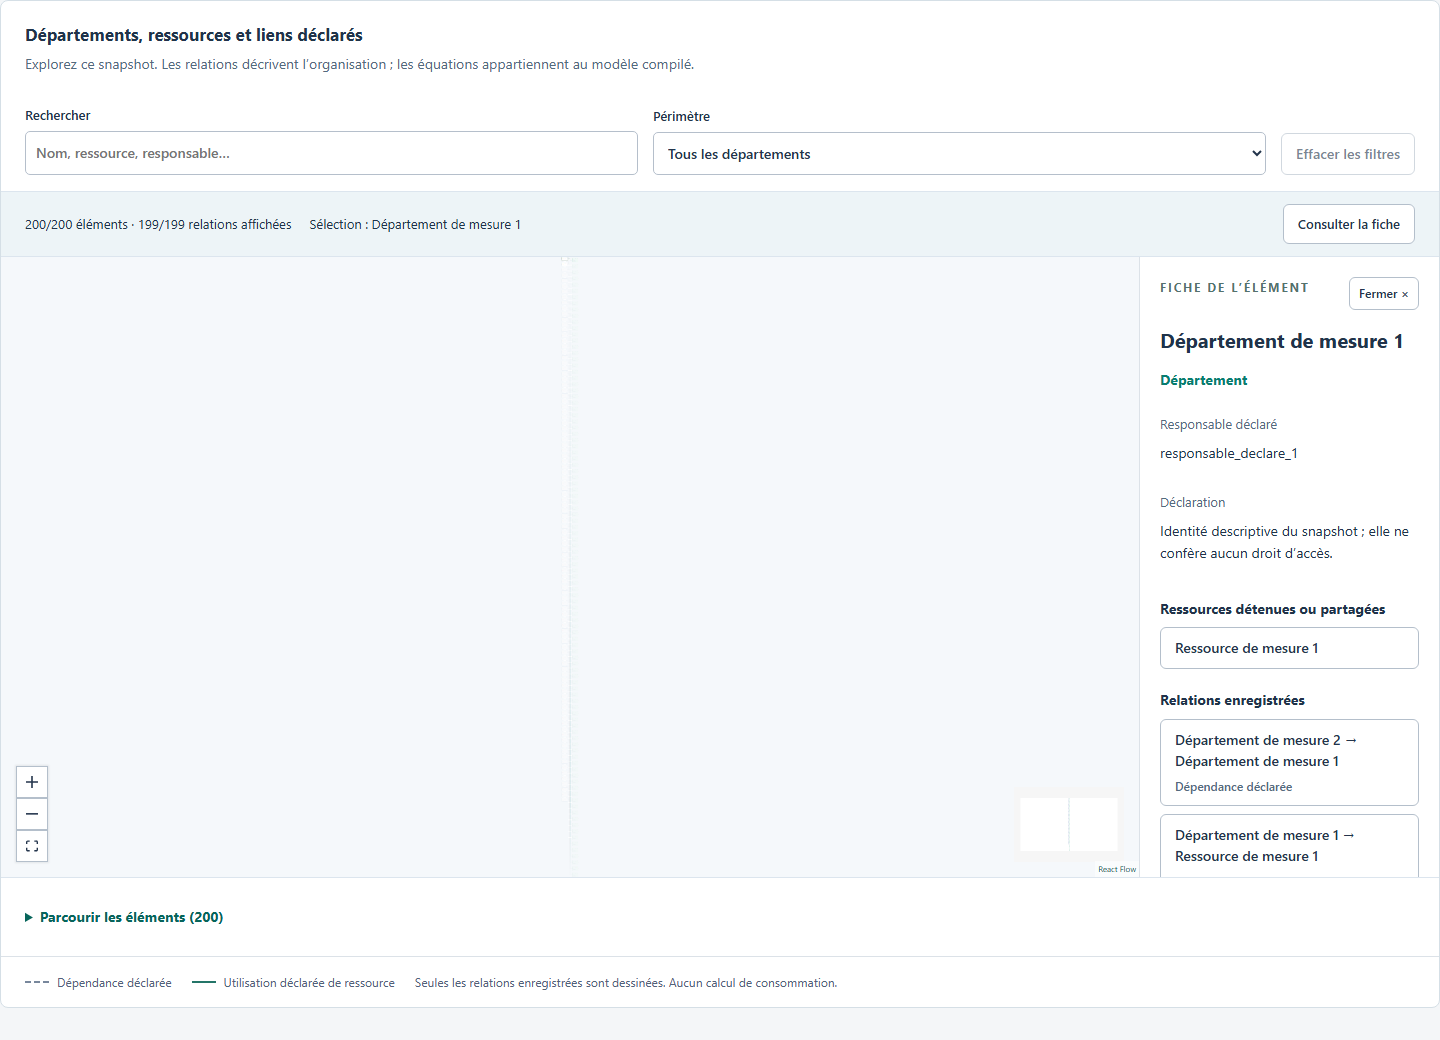 Départements, ressources et liens déclarés
Explorez ce snapshot. Les relations décrivent l’organisation ; les équations appartiennent au modèle compilé.
Rechercher
Périmètre
Nom, ressource, responsable...
Tous les départements
Effacer les filtres
200/200 éléments · 199/199 relations affichées
Sélection : Département de mesure 1
Consulter la fiche
FICHE DE L’ÉLÉMENT
Fermer ×
Département de mesure 1
Département
Responsable déclaré
responsable_declare_1
Déclaration
Identité descriptive du snapshot ; elle ne
confère aucun droit d’accès.
Ressources détenues ou partagées
Ressource de mesure 1
Relations enregistrées
Département de mesure 2 →
Département de mesure 1
Dépendance déclarée
Département de mesure 1 →
Ressource de mesure 1
React Flow
Parcourir les éléments (200)
Dépendance déclarée
Utilisation déclarée de ressource
Seules les relations enregistrées sont dessinées. Aucun calcul de consommation.